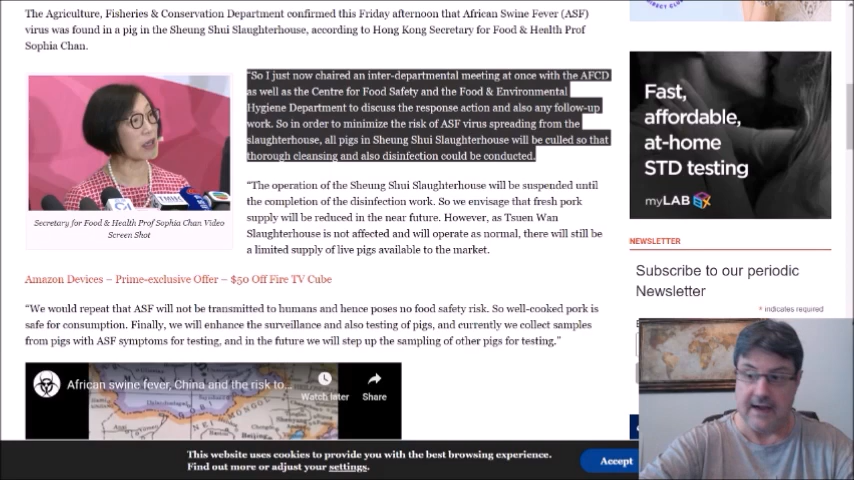 The Agriculture, Fisheries & Conservation Department confirmed this Friday afternoon that African Swine Fever (ASF)
virus was found in a pig in the Sheung Shui Slaughterhouse, according to Hong Kong Secretary for Food & Health Prof
Sophia Chan.
"So I just now chaired an inter-departmental meeting at once with the AFCD
as well as the Centre for Food Safety and the Food & Environmental
Hygiene Department to discuss the response action and also any follow-up
work. So in order to minimize the risk of ASF virus spreading from the
slaughterhouse, all pigs in Sheung Shui Slaughterhouse will be culled so that
thorough cleansing and also disinfection could be conducted.
Secretary for Food & Health Prof Sophia Chan Video
Screen Shot
"The operation of the Sheung Shui Slaughterhouse will be suspended until
the completion of the disinfection work. So we envisage that fresh pork
supply will be reduced in the near future. However, as Tsuen Wan
Slaughterhouse is not affected and will operate as normal, there will still be
a limited supply of live pigs available to the market.
Amazon Devices – Prime-exclusive Offer – $50 Off Fire TV Cube
"We would repeat that ASF will not be transmitted to humans and hence poses no food safety risk. So well-cooked pork is
safe for consumption. Finally, we will enhance the surveillance and also testing of pigs, and currently we collect samples
from pigs with ASF symptoms for testing, and in the future we will step up the sampling of other pigs for testing."
African swine fever, China and the risk to...
Watch later
Share
Fast,
affordable,
at-home
STD testing
myLAB
NEWSLETTER
Subscribe to our periodic
Newsletter
* indicates required
This website uses cookies to provide you with the best browsing experience.
Find out more or adjust your settings.
Accept